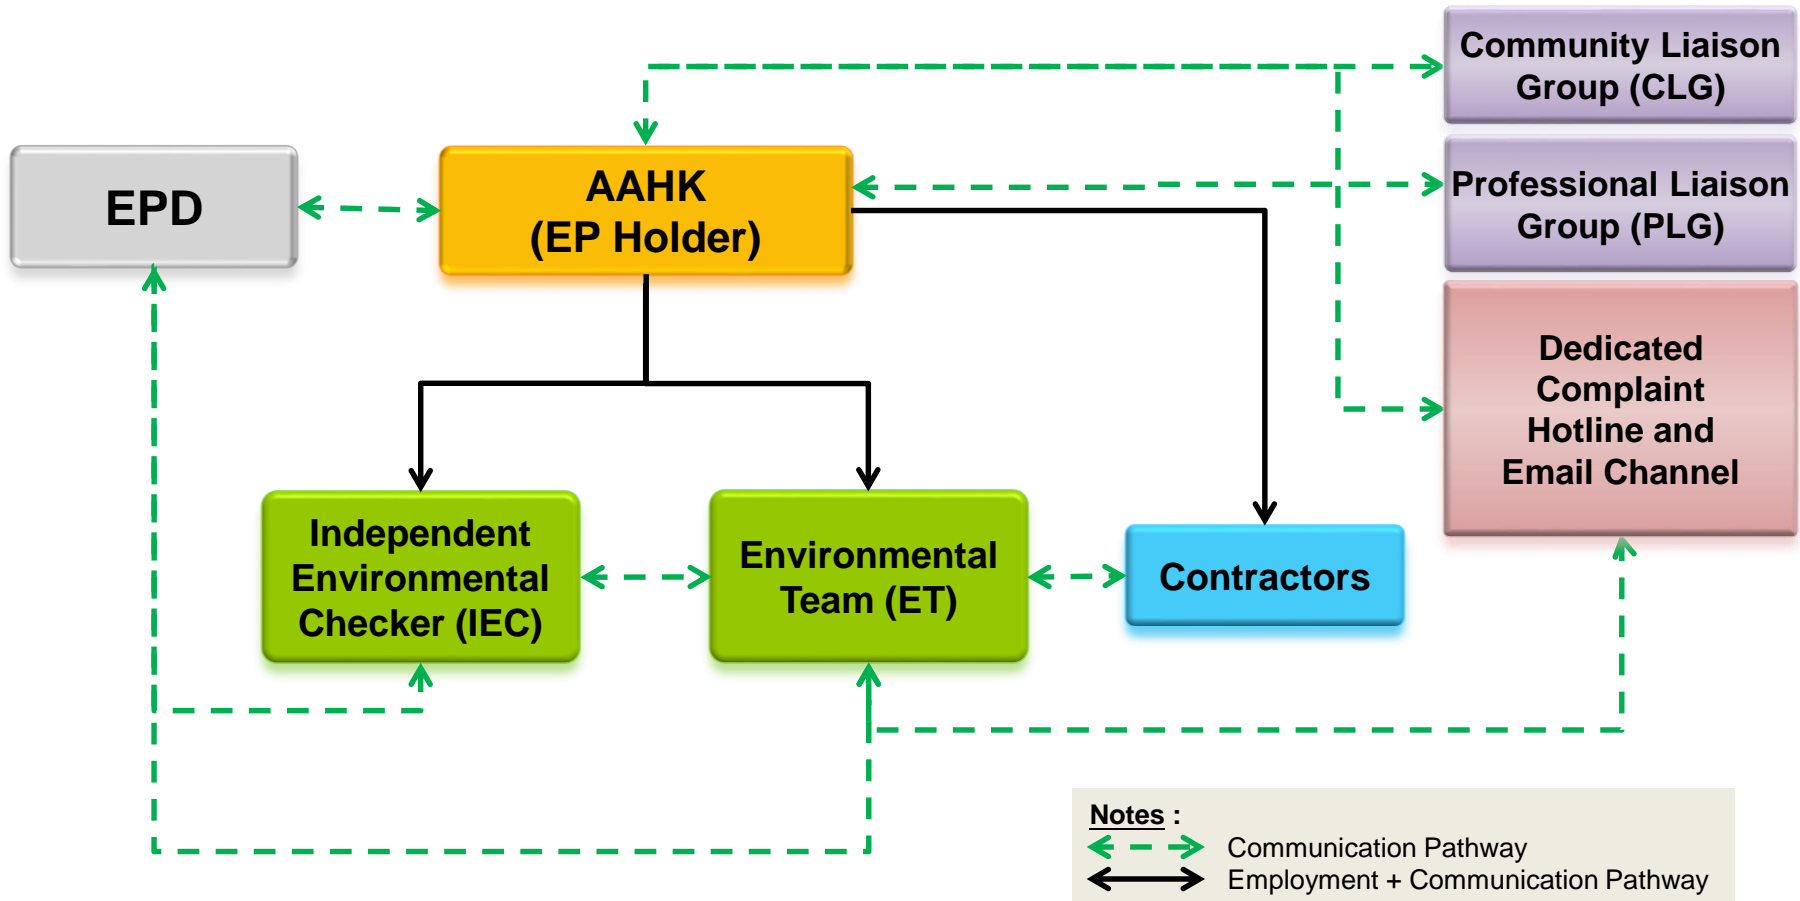 Community Liaison
Group (CLG)
EPD
AAHK
(EP Holder)
Professional Liaison
Group (PLG)
Dedicated
Complaint
Hotline and
Email Channel
Independent
Environmental
Checker (IEC)
Environmental
Team (ET)
Contractors
Notes :
Communication Pathway
Employment + Communication Pathway